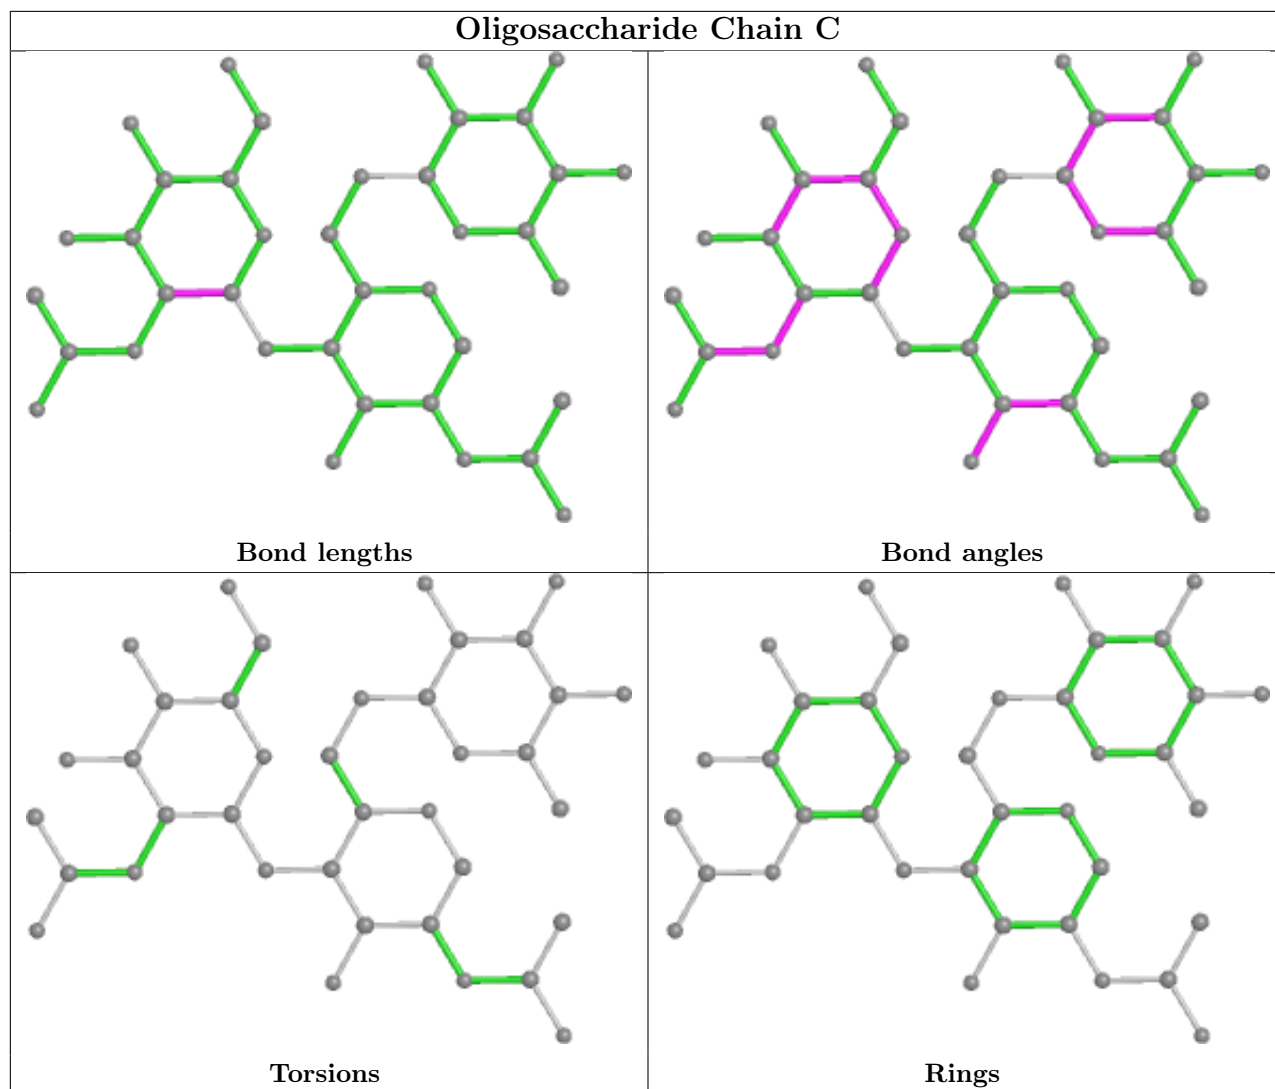 Oligosaccharide Chain C
Bond lengths
Bond angles
Torsions
Rings